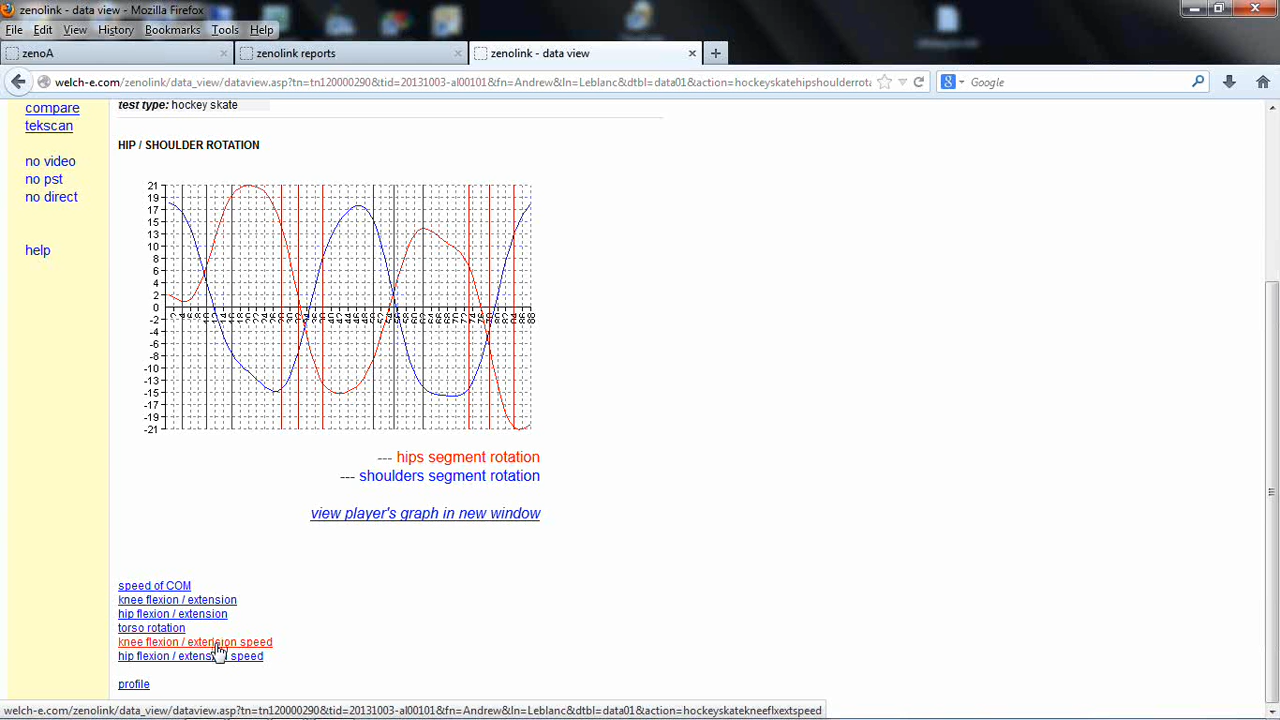 zenolink - data view - Mozilla Firefox
File Edit View History Bookmarks Tools Help
zenoA
zenolink reports
zenolink - data view
welch-e.com/zenolink/data_view/dataview.asp?tn=tn120000290&tid=20131003-al00101&fn=Andrew&ln=Leblanc&dtbl=data01&action=hockeyskatehipshoulderrota
Google
compare
tekscan
no video
no pst
no direct
help
test type: hockey skate
HIP / SHOULDER ROTATION
21
19
17
15
13
10
8
6
4
2
0
-2
-4
-6
-8
-10
-13
-15
-17
-19
-21
--- hips segment rotation
--- shoulders segment rotation
view player's graph in new window
speed of COM
knee flexion / extension
hip flexion / extension
torso rotation
knee flexion / extension speed
hip flexion / extension speed
profile
welch-e.com/zenolink/data_view/dataview.asp?tn=tn120000290&tid=20131003-al00101&fn=Andrew&ln=Leblanc&dtbl=data01&action=hockeyskatekneeflxextspeed